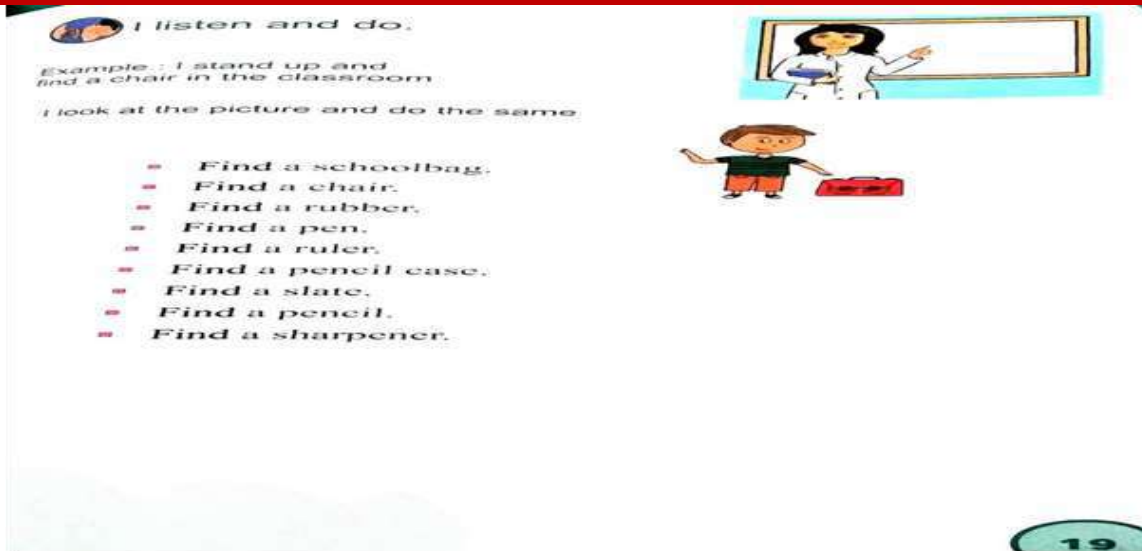 I listen and do.
Example : I stand up and
find a chair in the classroom
I look at the picture and do the same
Find a schoolbag.
Find a chair.
Find a rubber.
Find a pen.
Find a ruler.
Find a pencil case.
Find a slate.
Find a pencil.
Find a sharpener.
19